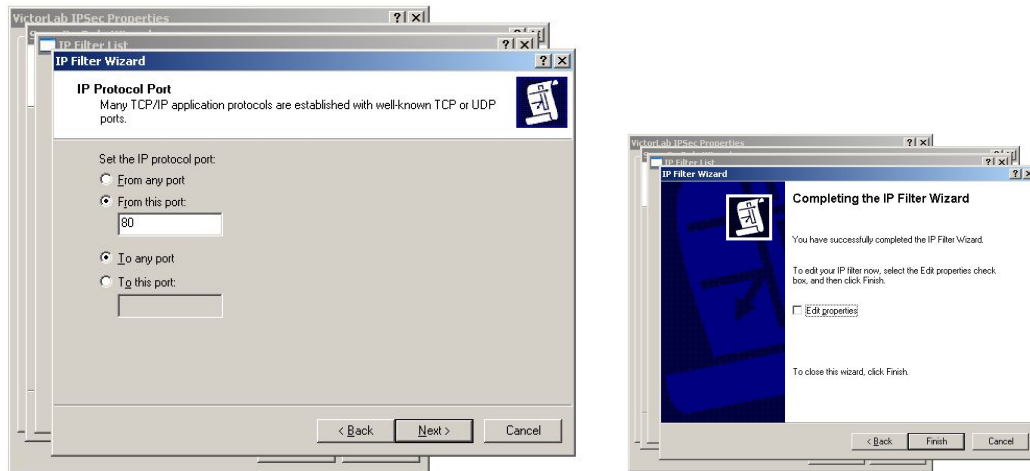 VictorLab IPSec Properties
IP Filter List
IP Filter Wizard
IP Protocol Port
Many TCP/IP application protocols are established with well-known TCP or UDP
ports.
Set the IP protocol port:
From any port
From this port:
80
To any port
To this port:
< Back
Next >
Cancel
VictorLab IPSec Properties
IP Filter List
IP Filter Wizard
Completing the IP Filter Wizard
You have successfully completed the IP Filter Wizard.
To edit your IP filter now, select the Edit properties check
box, and then click Finish.
Edit properties
To close this wizard, click Finish.
< Back
Finish
Cancel